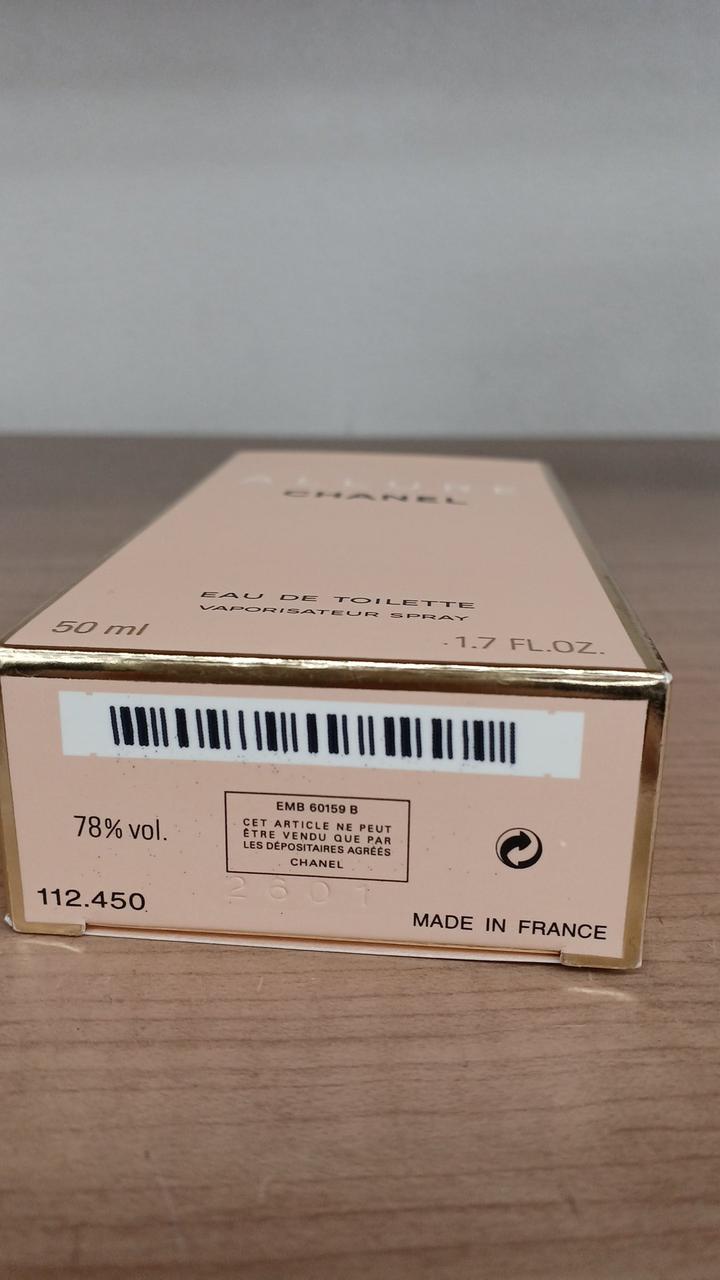 ALLURE
CHANEL
EAU DE TOILETTE
VAPORISATEUR SPRAY
50 ml
1.7 FL.OZ.
78% vol.
EMB 60159 B
CET ARTICLE NE PEUT
ÊTRE VENDU QUE PAR
LES DÉPOSITAIRES AGRÉÉS
CHANEL
2601
112.450
MADE IN FRANCE